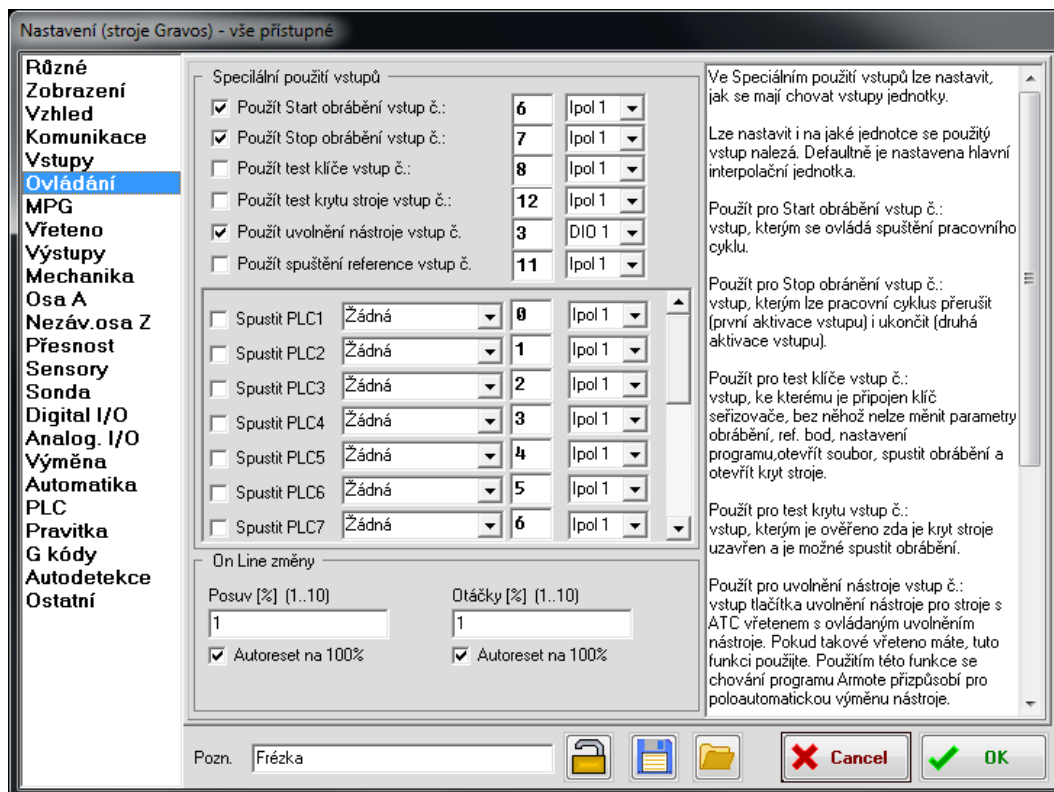 Nastavení (stroje Gravos) - vše přístupné
Různé
Zobrazení
Vzhled
Komunikace
Vstupy
Ovládání
MPG
Vřeteno
Výstupy
Mechanika
Osa A
Nezáv.osa Z
Přesnost
Sensory
Sonda
Digital I/O
Analog. I/O
Výměna
Automatika
PLC
Pravitka
G kódy
Autodetekce
Ostatní
Specilální použití vstupů
Použít Start obrábění vstup č.: 6 Ipol 1
Použít Stop obrábění vstup č.: 7 Ipol 1
Použít test klíče vstup č.: 8 Ipol 1
Použít test krytu stroje vstup č.: 12 Ipol 1
Použít uvolnění nástroje vstup č. 3 DIO 1
Použít spuštění reference vstup č. 11 Ipol 1
Spustit PLC1 Žádná 0 Ipol 1
Spustit PLC2 Žádná 1 Ipol 1
Spustit PLC3 Žádná 2 Ipol 1
Spustit PLC4 Žádná 3 Ipol 1
Spustit PLC5 Žádná 4 Ipol 1
Spustit PLC6 Žádná 5 Ipol 1
Spustit PLC7 Žádná 6 Ipol 1
On Line změny
Posuv [%] (1..10) Otáčky [%] (1..10)
1 1
Autoreset na 100% Autoreset na 100%
Ve Speciálním použití vstupů lze nastavit,
jak se mají chovat vstupy jednotky.
Lze nastavit i na jaké jednotce se použitý
vstup nalezá. Defaultně je nastavena hlavní
interpolační jednotka.
Použít pro Start obrábění vstup č.:
vstup, kterým se ovládá spuštění pracovního
cyklu.
Použít pro Stop obránění vstup č.:
vstup, kterým lze pracovní cyklus přerušit
(první aktivace vstupu) i ukončit (druhá
aktivace vstupu).
Použít pro test klíče vstup č.:
vstup, ke kterému je připojen klíč
seřizovače, bez něhož nelze měnit parametry
obrábění, ref. bod, nastavení
programu,otevřít soubor, spustit obrábění a
otevřít kryt stroje.
Použít pro test krytu vstup č.:
vstup, kterým je ověřeno zda je kryt stroje
uzavřen a je možné spustit obrábění.
Použít pro uvolnění nástroje vstup č.:
vstup tlačítka uvolnění nástroje pro stroje s
ATC vřetenem s ovládaným uvolněním
nástroje. Pokud takové vřeteno máte, tuto
funkci použijte. Použitím této funkce se
chování programu Armote přizpůsobí pro
poloautomatickou výměnu nástroje.
Pozn. Frézka Cancel OK